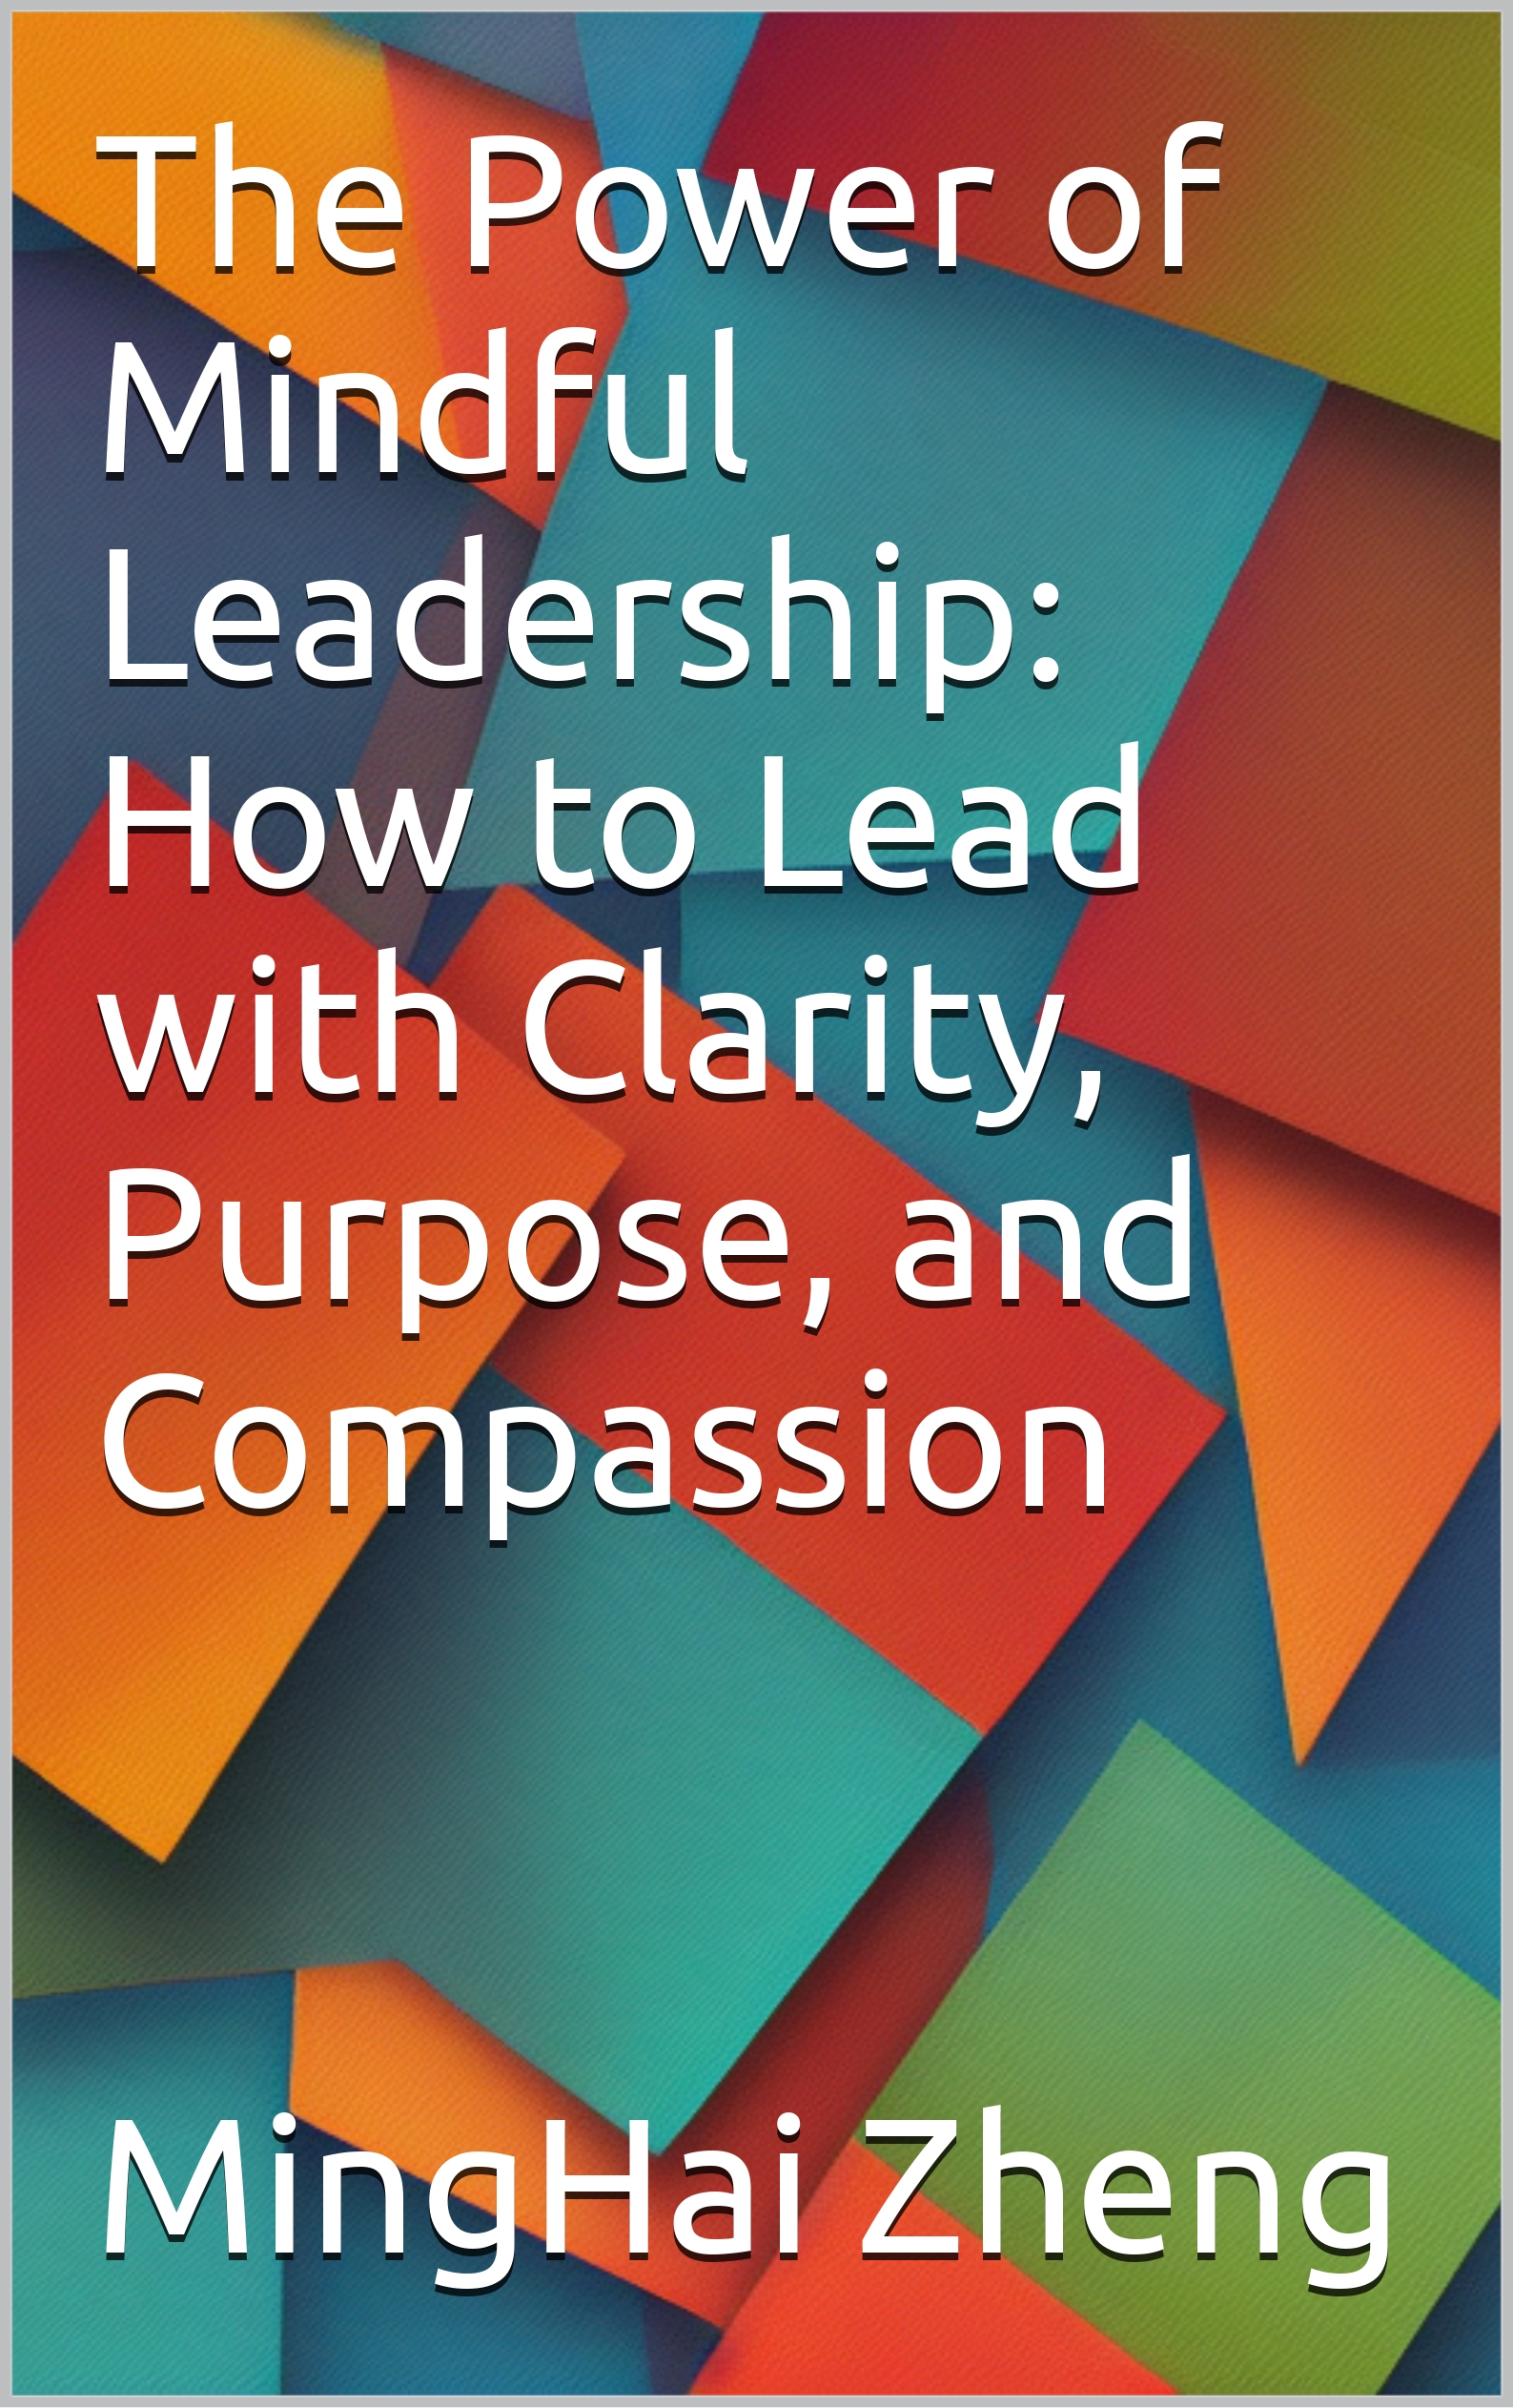 The Power of
Mindful
Leadership:
How to Lead
with Clarity,
Purpose, and
Compassion
MingHai Zheng